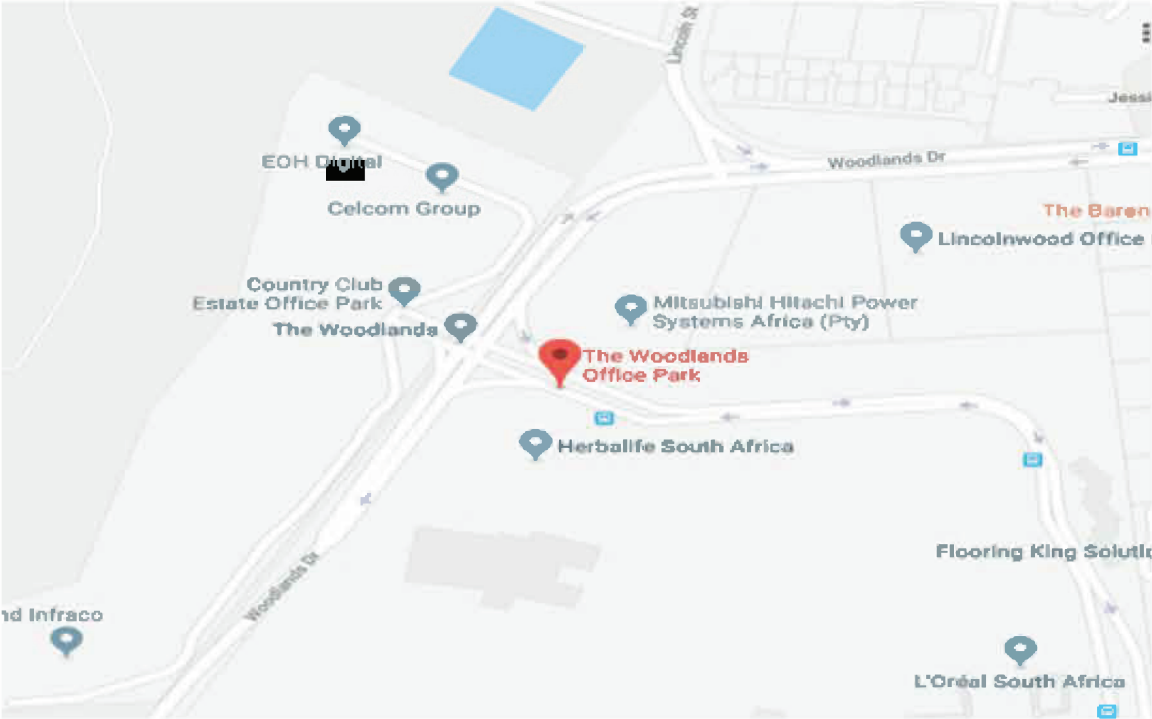 Lincoln St
Jessi
Woodlands Dr
EOH Digital
Celcom Group
The Baron
Lincolnwood Office
Country Club
Estate Office Park
Mitsubishi Hitachi Power
Systems Africa (Pty)
The Woodlands
The Woodlands
Office Park
Herbalife South Africa
Flooring King Soluti
Woodlands Dr
nd Infraco
L'Oréal South Africa